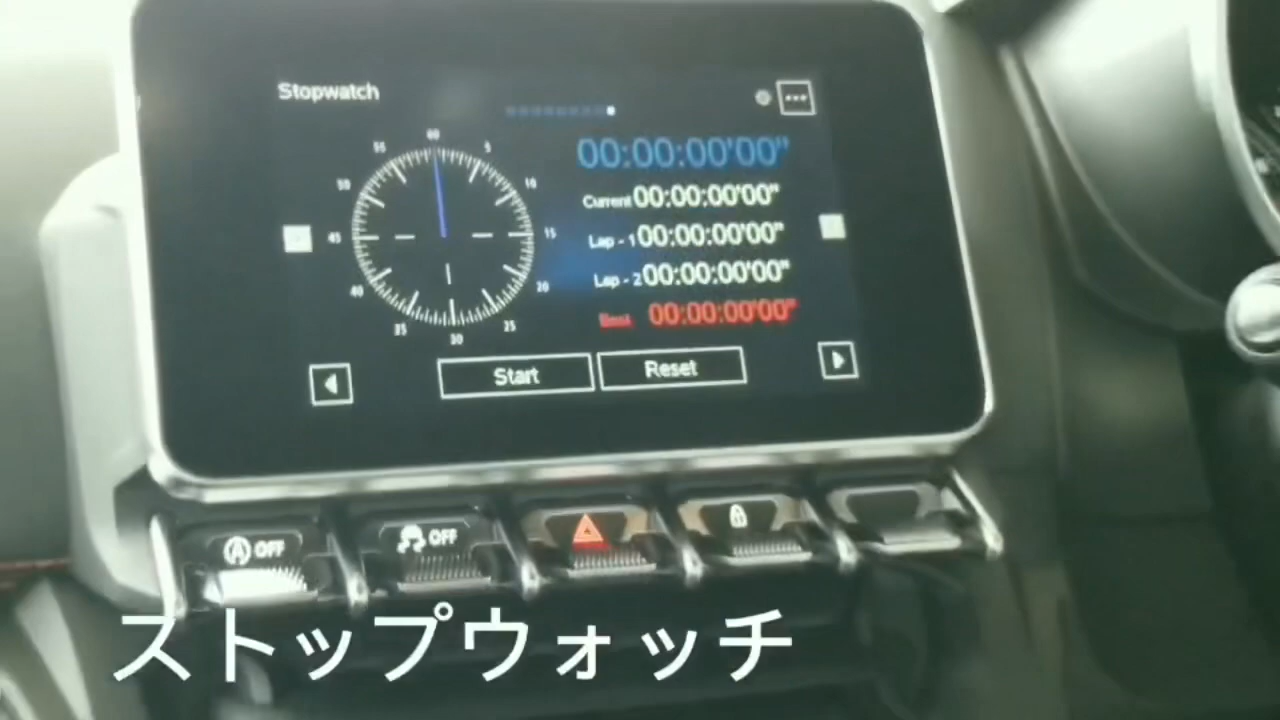 Stopwatch
60
55
5
50
10
45
15
40
20
35
25
30
00:00:00'00"
Current 00:00:00'00"
Lap - 1 00:00:00'00"
Lap - 2 00:00:00'00"
Best 00:00:00'00"
Start
Reset
A OFF
OFF
ストップウォッチ